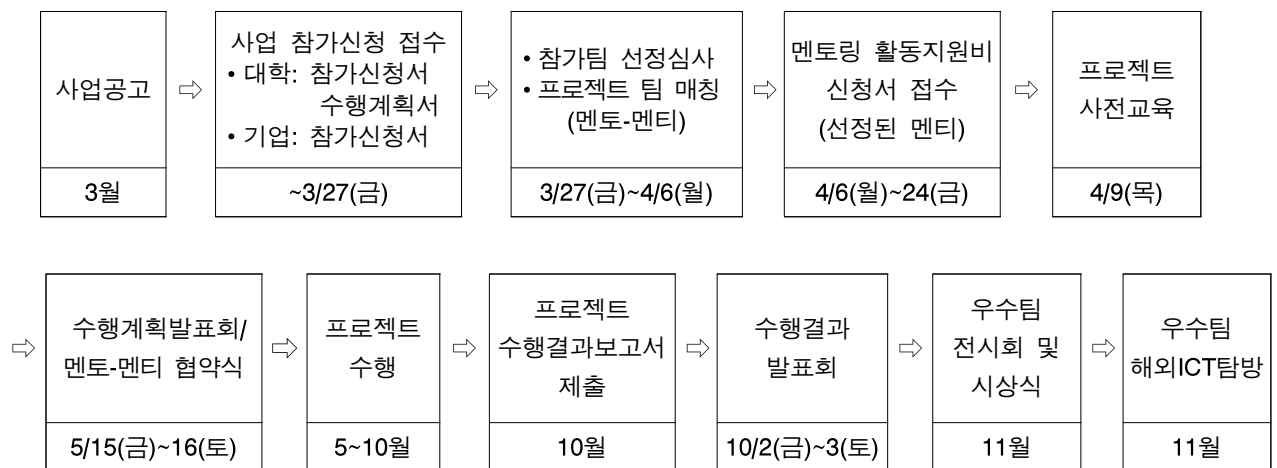 사업공고
3월
⇨
사업 참가신청 접수
• 대학: 참가신청서
수행계획서
• 기업: 참가신청서
~3/27(금)
⇨
• 참가팀 선정심사
• 프로젝트 팀 매칭
(멘토-멘티)
3/27(금)~4/6(월)
⇨
멘토링 활동지원비
신청서 접수
(선정된 멘티)
4/6(월)~24(금)
⇨
프로젝트
사전교육
4/9(목)
⇨
수행계획발표회/
멘토-멘티 협약식
5/15(금)~16(토)
⇨
프로젝트
수행
5~10월
⇨
프로젝트
수행결과보고서
제출
10월
⇨
수행결과
발표회
10/2(금)~3(토)
⇨
우수팀
전시회 및
시상식
11월
⇨
우수팀
해외ICT탐방
11월